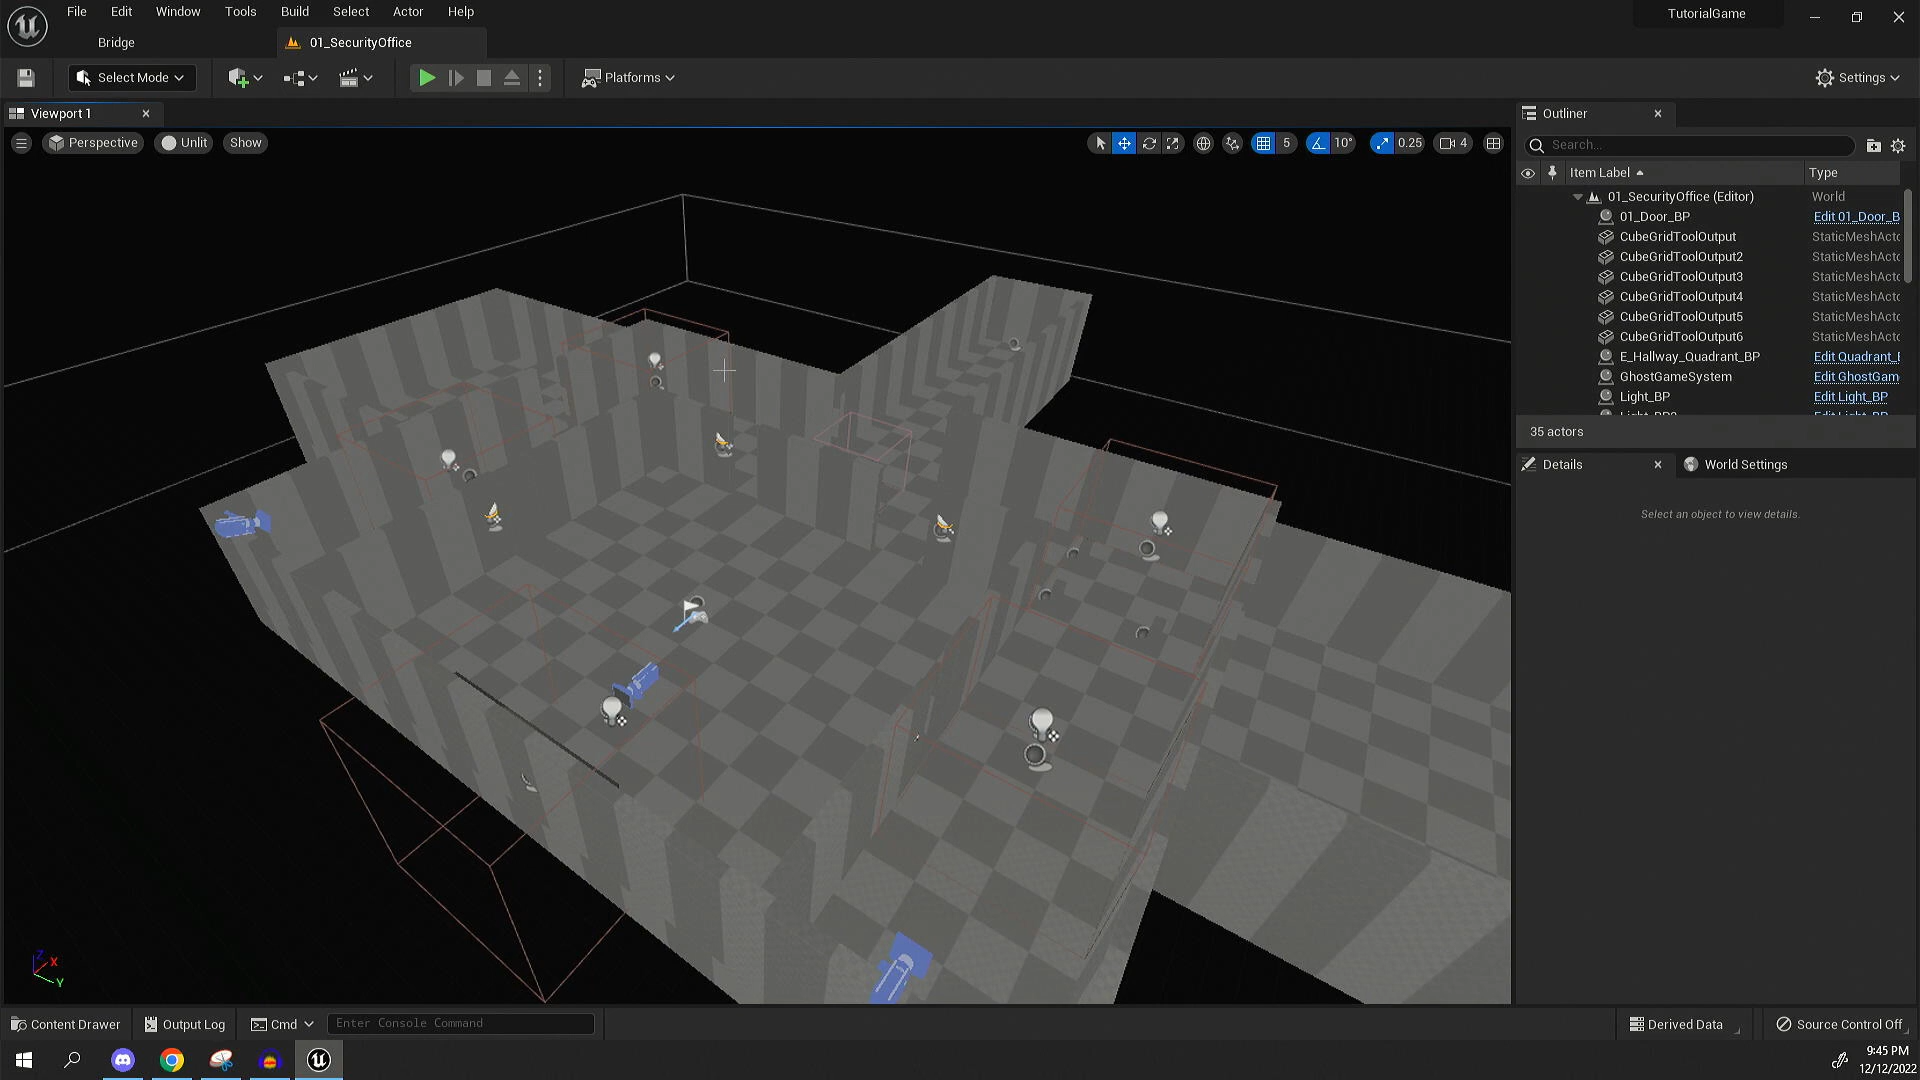 File Edit Window Tools Build Select Actor Help
TutorialGame
Bridge
01_SecurityOffice
Select Mode
Platforms
Settings
Viewport 1
Perspective
Unlit
Show
5
10°
0.25
4
Outliner
Search...
Item Label
Type
01_SecurityOffice (Editor) World
01_Door_BP Edit 01_Door_B
CubeGridToolOutput StaticMeshActo
CubeGridToolOutput2 StaticMeshActo
CubeGridToolOutput3 StaticMeshActo
CubeGridToolOutput4 StaticMeshActo
CubeGridToolOutput5 StaticMeshActo
CubeGridToolOutput6 StaticMeshActo
E_Hallway_Quadrant_BP Edit Quadrant_
GhostGameSystem Edit GhostGam
Light_BP Edit Light_BP
35 actors
Details
World Settings
Select an object to view details.
Z
X
Y
Content Drawer
Output Log
Cmd
Enter Console Command
Derived Data
Source Control Off
9:45 PM
12/12/2022